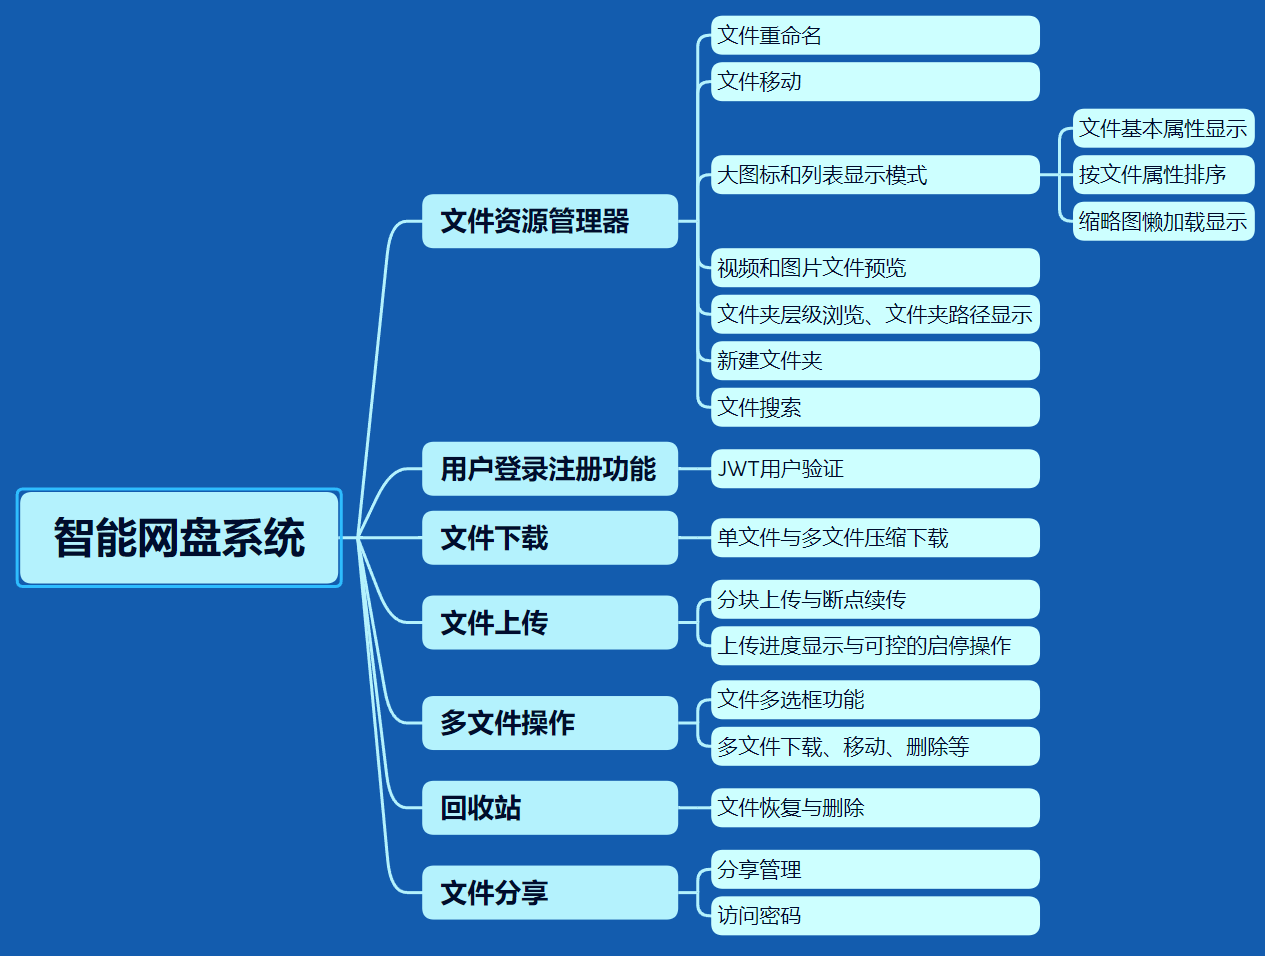 智能网盘系统
文件资源管理器
文件重命名
文件移动
大图标和列表显示模式
文件基本属性显示
按文件属性排序
缩略图懒加载显示
视频和图片文件预览
文件夹层级浏览、文件夹路径显示
新建文件夹
文件搜索
用户登录注册功能
JWT用户验证
文件下载
单文件与多文件压缩下载
文件上传
分块上传与断点续传
上传进度显示与可控的启停操作
多文件操作
文件多选框功能
多文件下载、移动、删除等
回收站
文件恢复与删除
文件分享
分享管理
访问密码